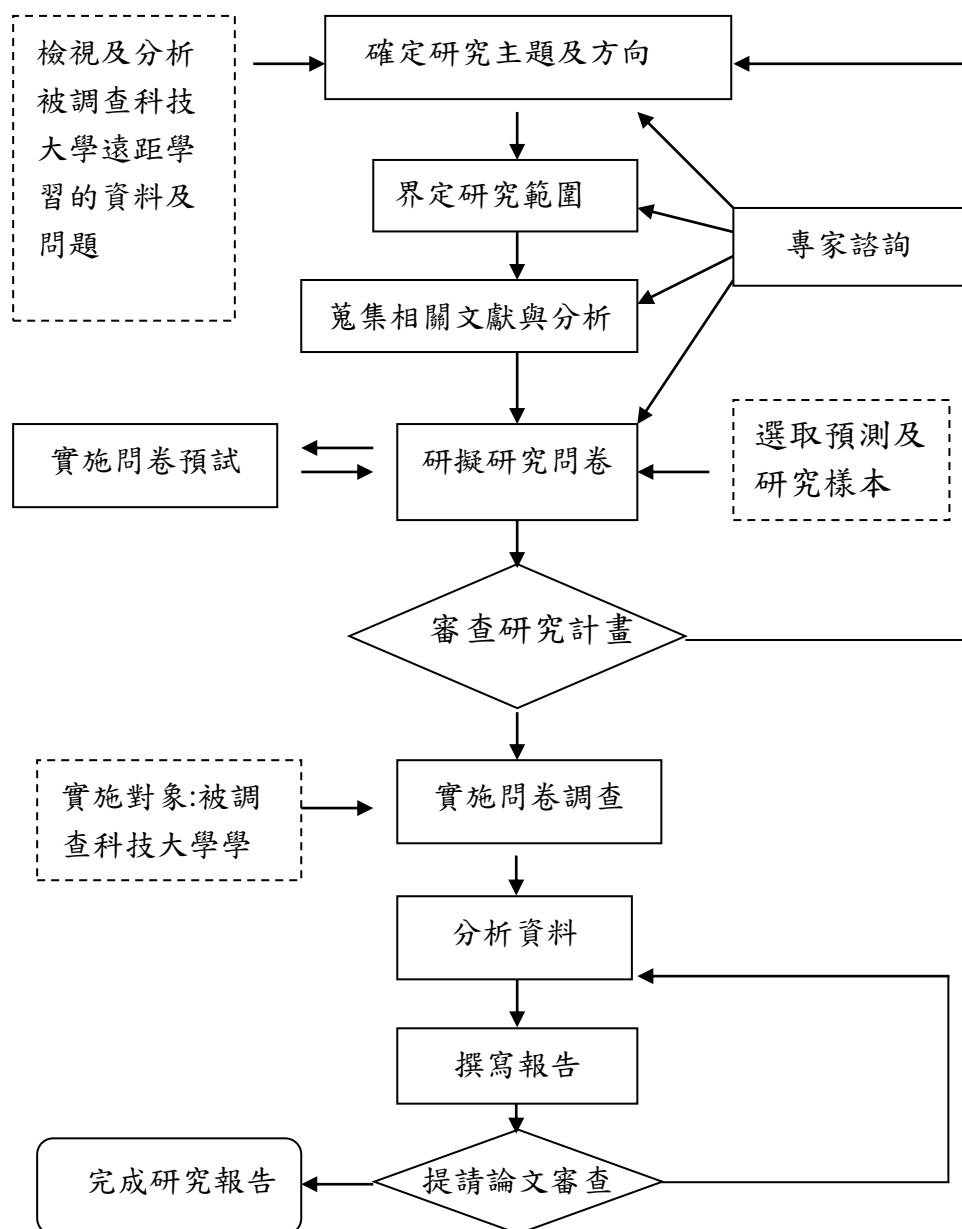 檢視及分析
被調查科技
大學遠距學
習的資料及
問題
確定研究主題及方向
界定研究範圍
專家諮詢
蒐集相關文獻與分析
實施問卷預試
研擬研究問卷
選取預測及
研究樣本
審查研究計畫
實施對象:被調
查科技大學學
實施問卷調查
分析資料
撰寫報告
完成研究報告
提請論文審查